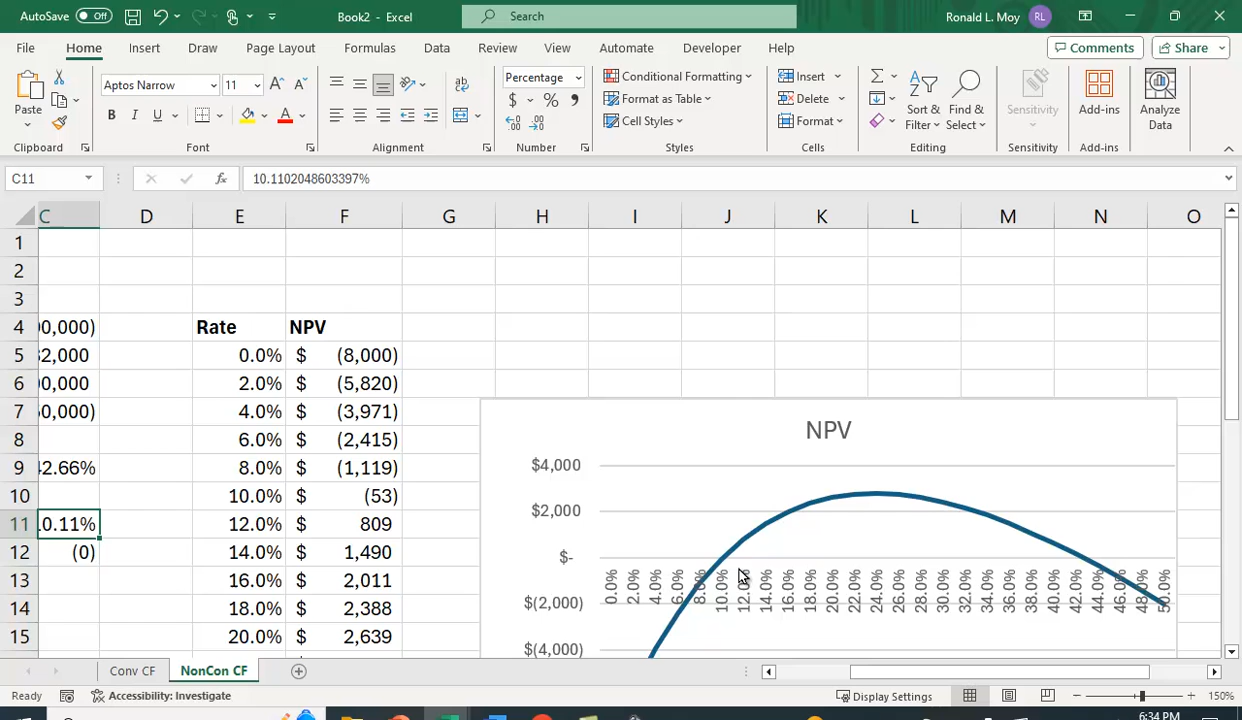 AutoSave Off Book2 - Excel Search Ronald L. Moy RL
File Home Insert Draw Page Layout Formulas Data Review View Automate Developer Help Comments Share
Paste Aptos Narrow 11 A A Percentage Conditional Formatting Insert Sort & Filter Find & Select Sensitivity Add-ins Analyze Data
B I U A $ % 9 Format as Table Delete
Cell Styles Format
Clipboard Font Alignment Number Styles Cells Editing Sensitivity Add-ins
C11 fx 10.1102048603397%
C D E F G H I J K L M N O
1
2
3
4 00,000) Rate NPV
5 32,000 0.0% $ (8,000)
6 00,000 2.0% $ (5,820)
7 0,000) 4.0% $ (3,971)
8 6.0% $ (2,415)
9 42.66% 8.0% $ (1,119)
10 10.0% $ (53)
11 0.11% 12.0% $ 809
12 (0) 14.0% $ 1,490
13 16.0% $ 2,011
14 18.0% $ 2,388
15 20.0% $ 2,639
NPV
$4,000
$2,000
$-
$(2,000)
$(4,000)
0.0% 2.0% 4.0% 6.0% 8.0% 10.0% 12.0% 14.0% 16.0% 18.0% 20.0% 22.0% 24.0% 26.0% 28.0% 30.0% 32.0% 34.0% 36.0% 38.0% 40.0% 42.0% 44.0% 46.0% 48.0% 50.0%
Conv CF NonCon CF
Ready Accessibility: Investigate Display Settings 150%
6:34 PM